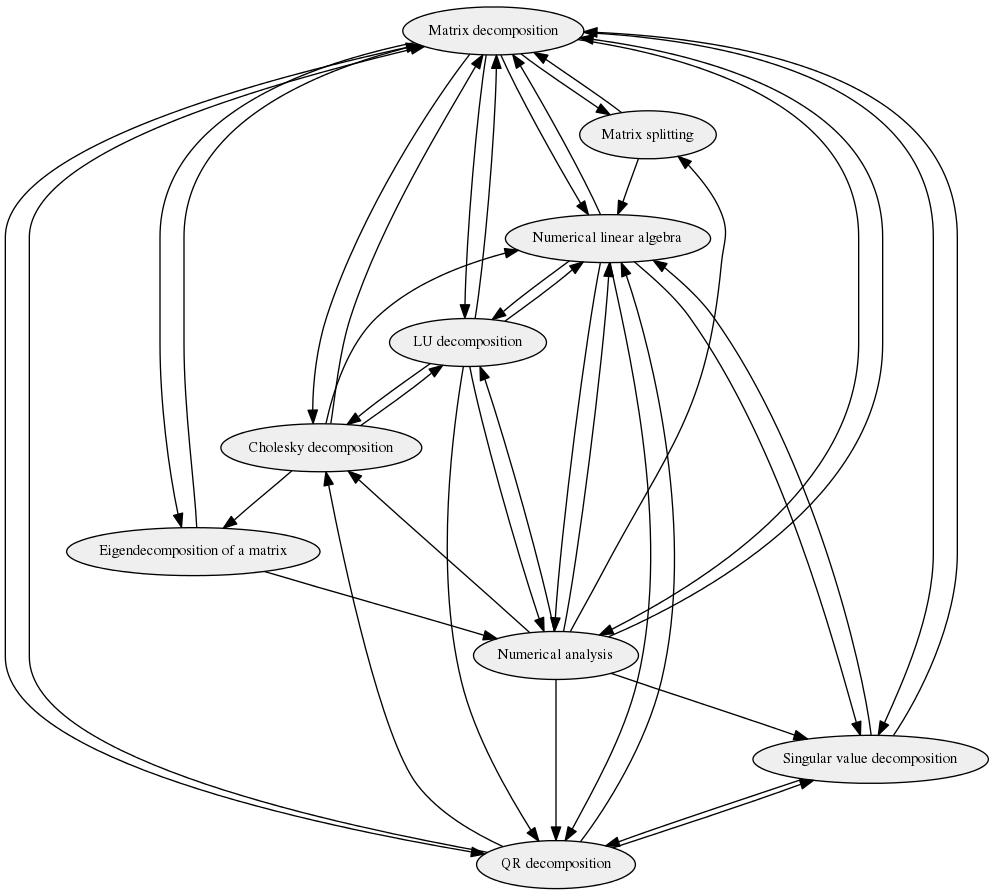 Matrix decomposition
Matrix splitting
Numerical linear algebra
LU decomposition
Cholesky decomposition
Eigendecomposition of a matrix
Numerical analysis
Singular value decomposition
QR decomposition